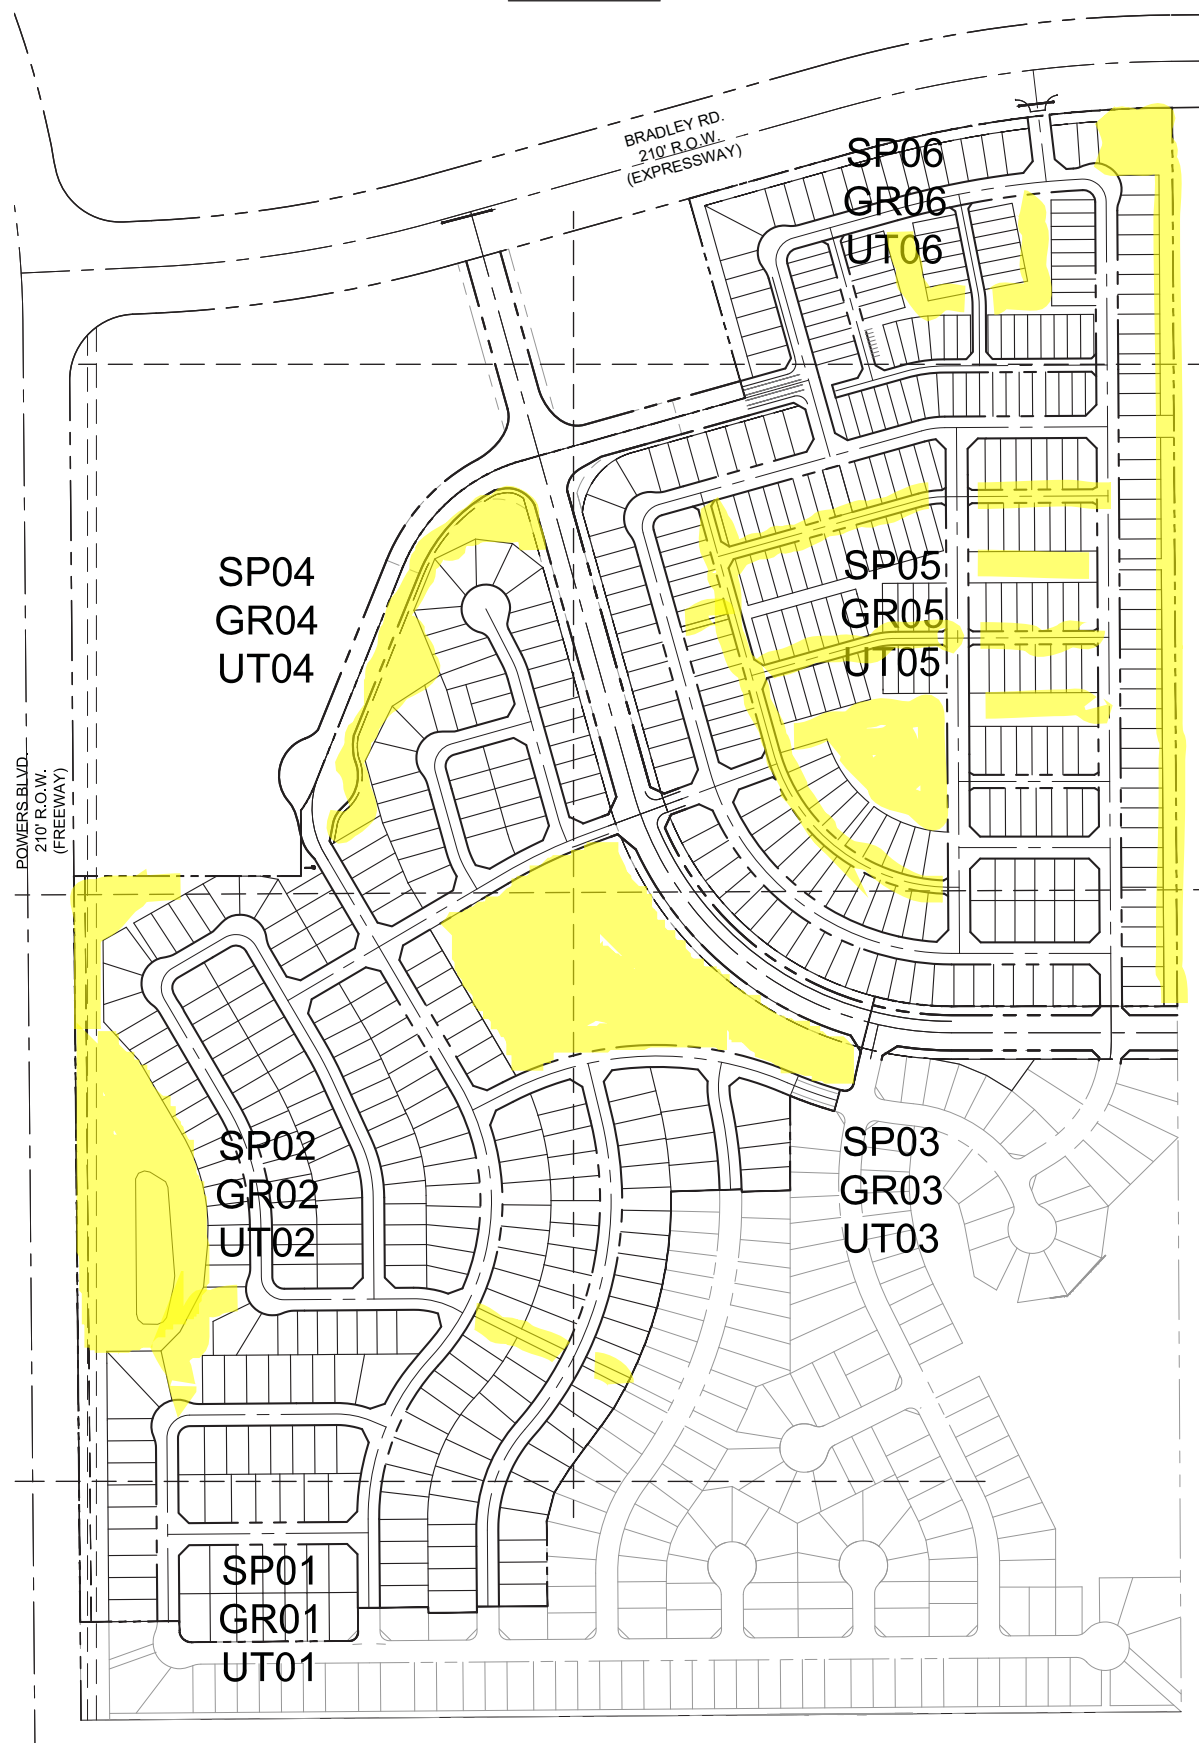 BRADLEY RD.
210' R.O.W.
(EXPRESSWAY)
SP06
GR06
UT06
SP04
GR04
UT04
SP05
GR05
UT05
POWERS BLVD.
210' R.O.W.
(FREEWAY)
SP02
GR02
UT02
SP03
GR03
UT03
SP01
GR01
UT01